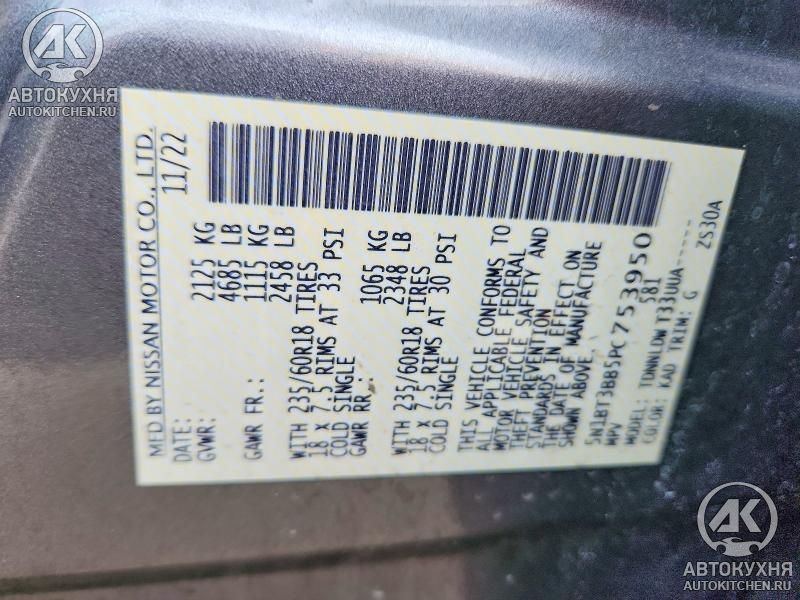 АК
АВТОКУХНЯ
AUTOKITCHEN.RU
MFD BY NISSAN MOTOR CO., LTD.
DATE: 11/22
GVWR: 2125 KG
4685 LB
GAWR FR.: 1115 KG
2458 LB
WITH 235/60R18 TIRES
18 X 7.5 RIMS AT 33 PSI
COLD SINGLE
GAWR RR.: 1065 KG
2348 LB
WITH 235/60R18 TIRES
18 X 7.5 RIMS AT 30 PSI
COLD SINGLE
THIS VEHICLE CONFORMS TO
ALL APPLICABLE FEDERAL
MOTOR VEHICLE SAFETY AND
THEFT PREVENTION
STANDARDS IN EFFECT ON
THE DATE OF MANUFACTURE
SHOWN ABOVE.
5N1BT3BB5PC753950
MPV 581
MODEL: TDNNLDW T33UUA-----
COLOR: KAD TRIM: G ZS30A
АК
АВТОКУХНЯ
AUTOKITCHEN.RU